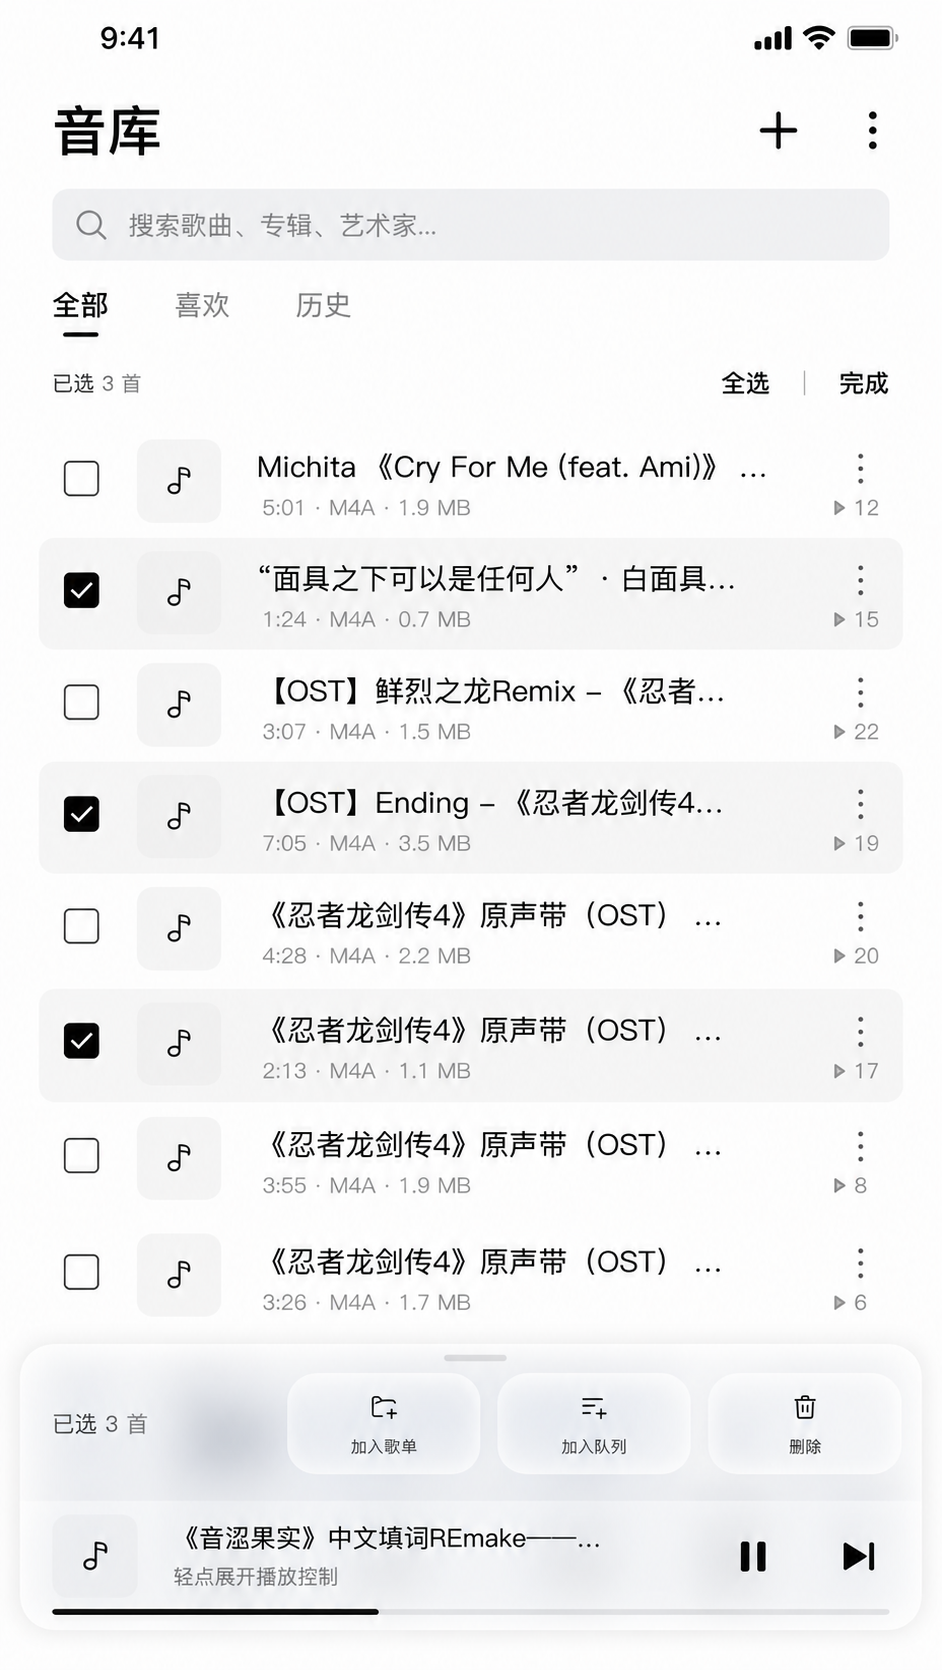 9:41
音库
搜索歌曲、专辑、艺术家...
全部 喜欢 历史
已选 3 首 全选 | 完成
Michita 《Cry For Me (feat. Ami)》 ...
5:01 · M4A · 1.9 MB 12
“面具之下可以是任何人” · 白面具...
1:24 · M4A · 0.7 MB 15
【OST】鲜烈之龙Remix – 《忍者...
3:07 · M4A · 1.5 MB 22
【OST】Ending – 《忍者龙剑传4...
7:05 · M4A · 3.5 MB 19
《忍者龙剑传4》原声带（OST） ...
4:28 · M4A · 2.2 MB 20
《忍者龙剑传4》原声带（OST） ...
2:13 · M4A · 1.1 MB 17
《忍者龙剑传4》原声带（OST） ...
3:55 · M4A · 1.9 MB 8
《忍者龙剑传4》原声带（OST） ...
3:26 · M4A · 1.7 MB 6
已选 3 首
加入歌单 加入队列 删除
《音涩果实》中文填词REmake——...
轻点展开播放控制